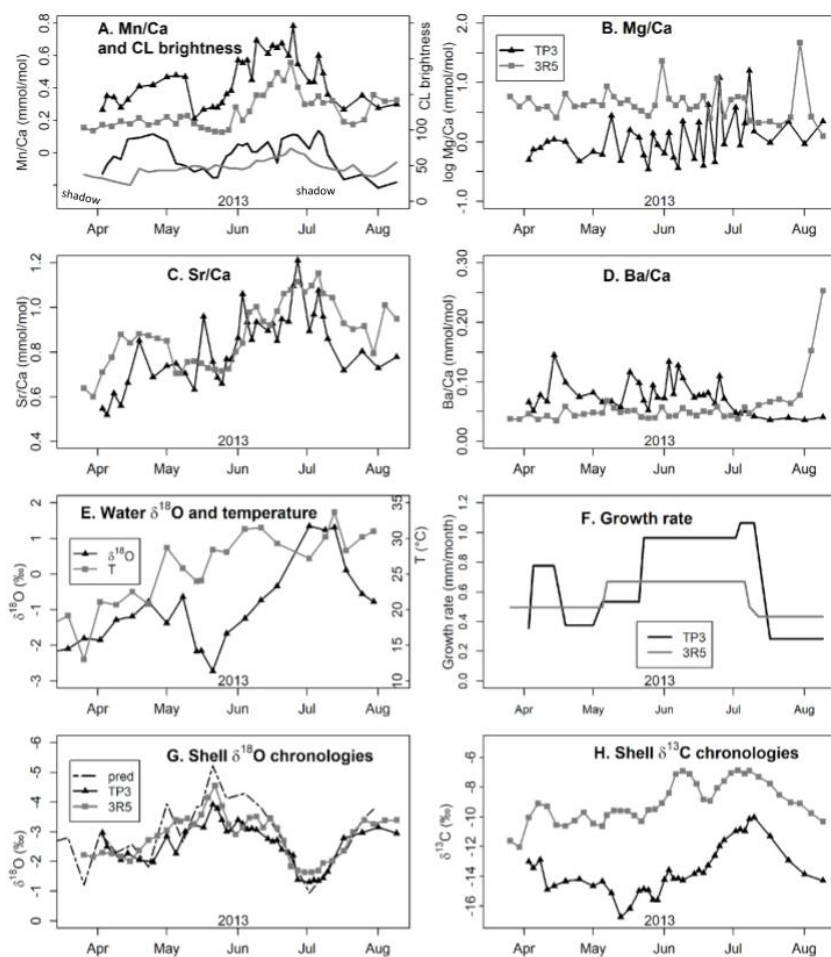 A. Mn/Ca
and CL brightness
Mn/Ca (mmol/mol)
0 0.2 0.4 0.6 0.8
CL brightness
0 50 100
shadow
shadow
2013
Apr May Jun Jul Aug
B. Mg/Ca
TP3
3R5
log Mg/Ca (mmol/mol)
-1.0 0.0 1.0 2.0
2013
Apr May Jun Jul Aug
C. Sr/Ca
Sr/Ca (mmol/mol)
0.4 0.6 0.8 1.0 1.2
2013
Apr May Jun Jul Aug
D. Ba/Ca
Ba/Ca (mmol/mol)
0.00 0.10 0.20 0.30
2013
Apr May Jun Jul Aug
E. Water δ18O and temperature
δ18O
T
δ18O (‰)
-3 -2 -1 0 1 2
T (°C)
10 15 20 25 30 35
2013
Apr May Jun Jul Aug
F. Growth rate
TP3
3R5
Growth rate (mm/month)
0.0 0.2 0.4 0.6 0.8 1.0 1.2
2013
Apr May Jun Jul Aug
G. Shell δ18O chronologies
pred
TP3
3R5
δ18O (‰)
0 -1 -2 -3 -4 -5 -6
2013
Apr May Jun Jul Aug
H. Shell δ13C chronologies
δ13C (‰)
-16 -14 -12 -10 -8 -6
2013
Apr May Jun Jul Aug